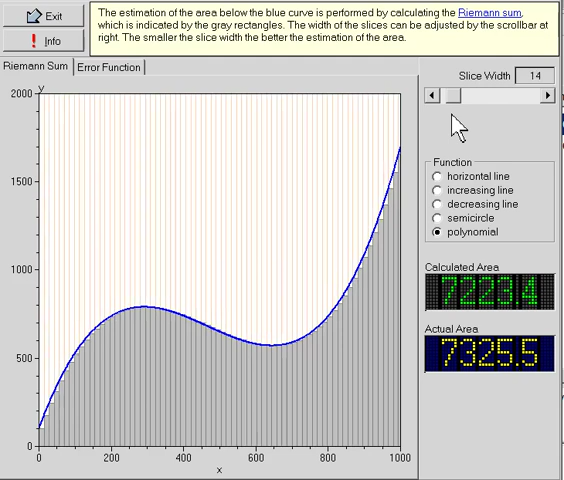 Exit
Info
The estimation of the area below the blue curve is performed by calculating the Riemann sum,
which is indicated by the gray rectangles. The width of the slices can be adjusted by the scrollbar at
right. The smaller the slice width the better the estimation of the area.
Riemann Sum
Error Function
Slice Width 14
y
2000
1500
1000
500
0
0 200 400 600 800 1000
x
Function
horizontal line
increasing line
decreasing line
semicircle
polynomial
Calculated Area
7223.4
Actual Area
7325.5